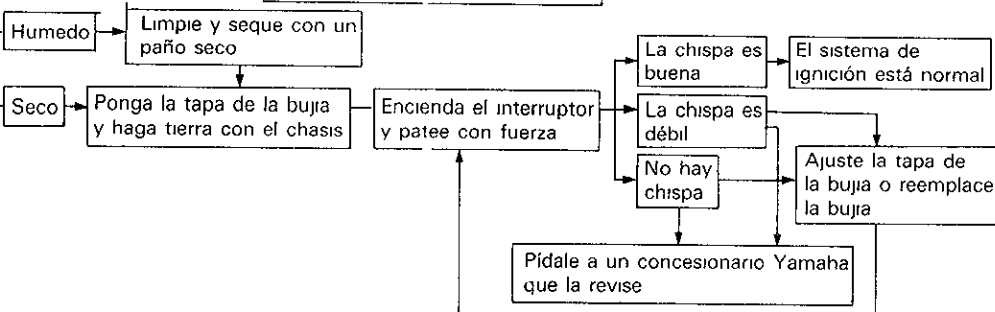 Humedo
Limpie y seque con un
paño seco
Seco
Ponga la tapa de la bujia
y haga tierra con el chasis
Encienda el interruptor
y patee con fuerza
La chispa es
buena
El sistema de
ignición está normal
La chispa es
débil
No hay
chispa
Ajuste la tapa de
la bujia o reemplace
la bujia
Pídale a un concesionario Yamaha
que la revise